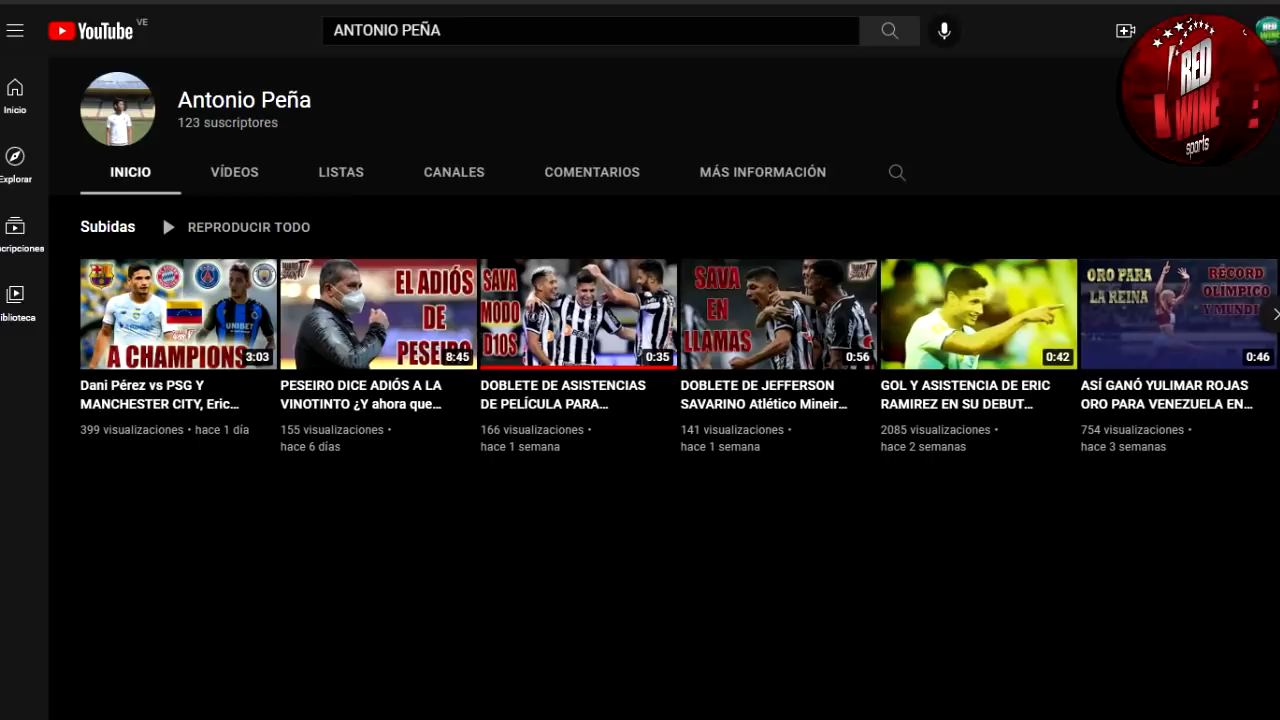 YouTube VE
ANTONIO PEÑA
RED
WINE
sports
Inicio
Explorar
Antonio Peña
123 suscriptores
INICIO
VÍDEOS
LISTAS
CANALES
COMENTARIOS
MÁS INFORMACIÓN
cripciones
iblioteca
Subidas
REPRODUCIR TODO
UNIBET
A CHAMPIONS
3:03
Dani Pérez vs PSG Y
MANCHESTER CITY, Eric...
399 visualizaciones • hace 1 día
EL ADIÓS
DE
PESEIRO
8:45
PESEIRO DICE ADIÓS A LA
VINOTINTO ¿Y ahora que...
155 visualizaciones •
hace 6 días
SAVA
MODO
D10S
0:35
DOBLETE DE ASISTENCIAS
DE PELÍCULA PARA...
166 visualizaciones •
hace 1 semana
SAVA
EN
LLAMAS
0:56
DOBLETE DE JEFFERSON
SAVARINO Atlético Mineir...
141 visualizaciones •
hace 1 semana
0:42
GOL Y ASISTENCIA DE ERIC
RAMIREZ EN SU DEBUT...
2085 visualizaciones •
hace 2 semanas
ORO PARA
LA REINA
RÉCORD
OLÍMPICO
Y MUNDI
0:46
ASÍ GANÓ YULIMAR ROJAS
ORO PARA VENEZUELA EN...
754 visualizaciones •
hace 3 semanas